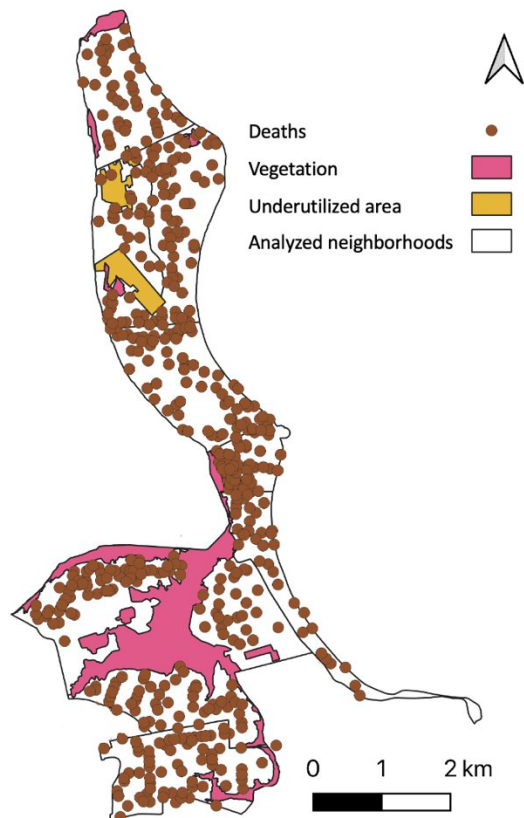 Deaths
Vegetation
Underutilized area
Analyzed neighborhoods
0 1 2 km